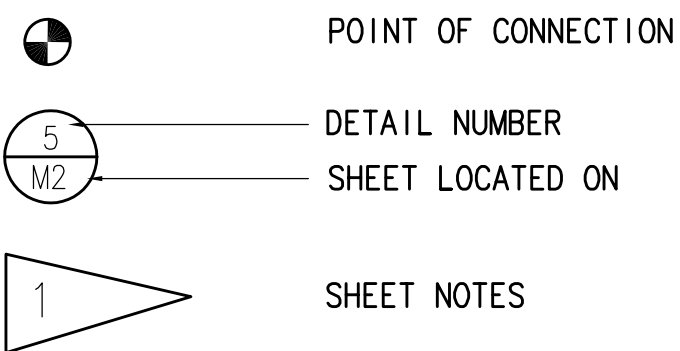 POINT OF CONNECTION
5 DETAIL NUMBER
M2 SHEET LOCATED ON
1 SHEET NOTES